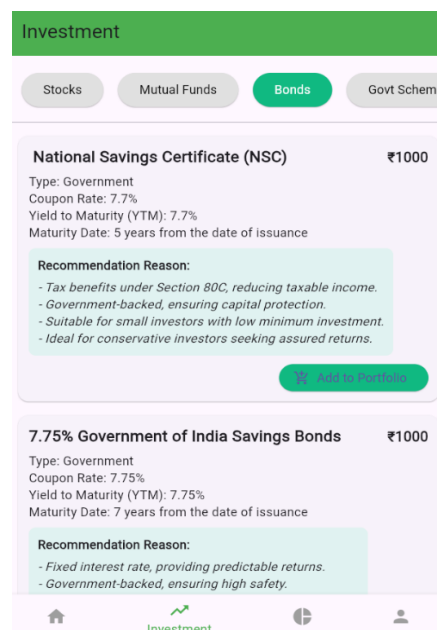 Investment
Stocks
Mutual Funds
Bonds
Govt Schem
National Savings Certificate (NSC)
₹1000
Type: Government
Coupon Rate: 7.7%
Yield to Maturity (YTM): 7.7%
Maturity Date: 5 years from the date of issuance
Recommendation Reason:
- Tax benefits under Section 80C, reducing taxable income.
- Government-backed, ensuring capital protection.
- Suitable for small investors with low minimum investment.
- Ideal for conservative investors seeking assured returns.
Add to Portfolio
7.75% Government of India Savings Bonds
₹1000
Type: Government
Coupon Rate: 7.75%
Yield to Maturity (YTM): 7.75%
Maturity Date: 7 years from the date of issuance
Recommendation Reason:
- Fixed interest rate, providing predictable returns.
- Government-backed, ensuring high safety.
Investment